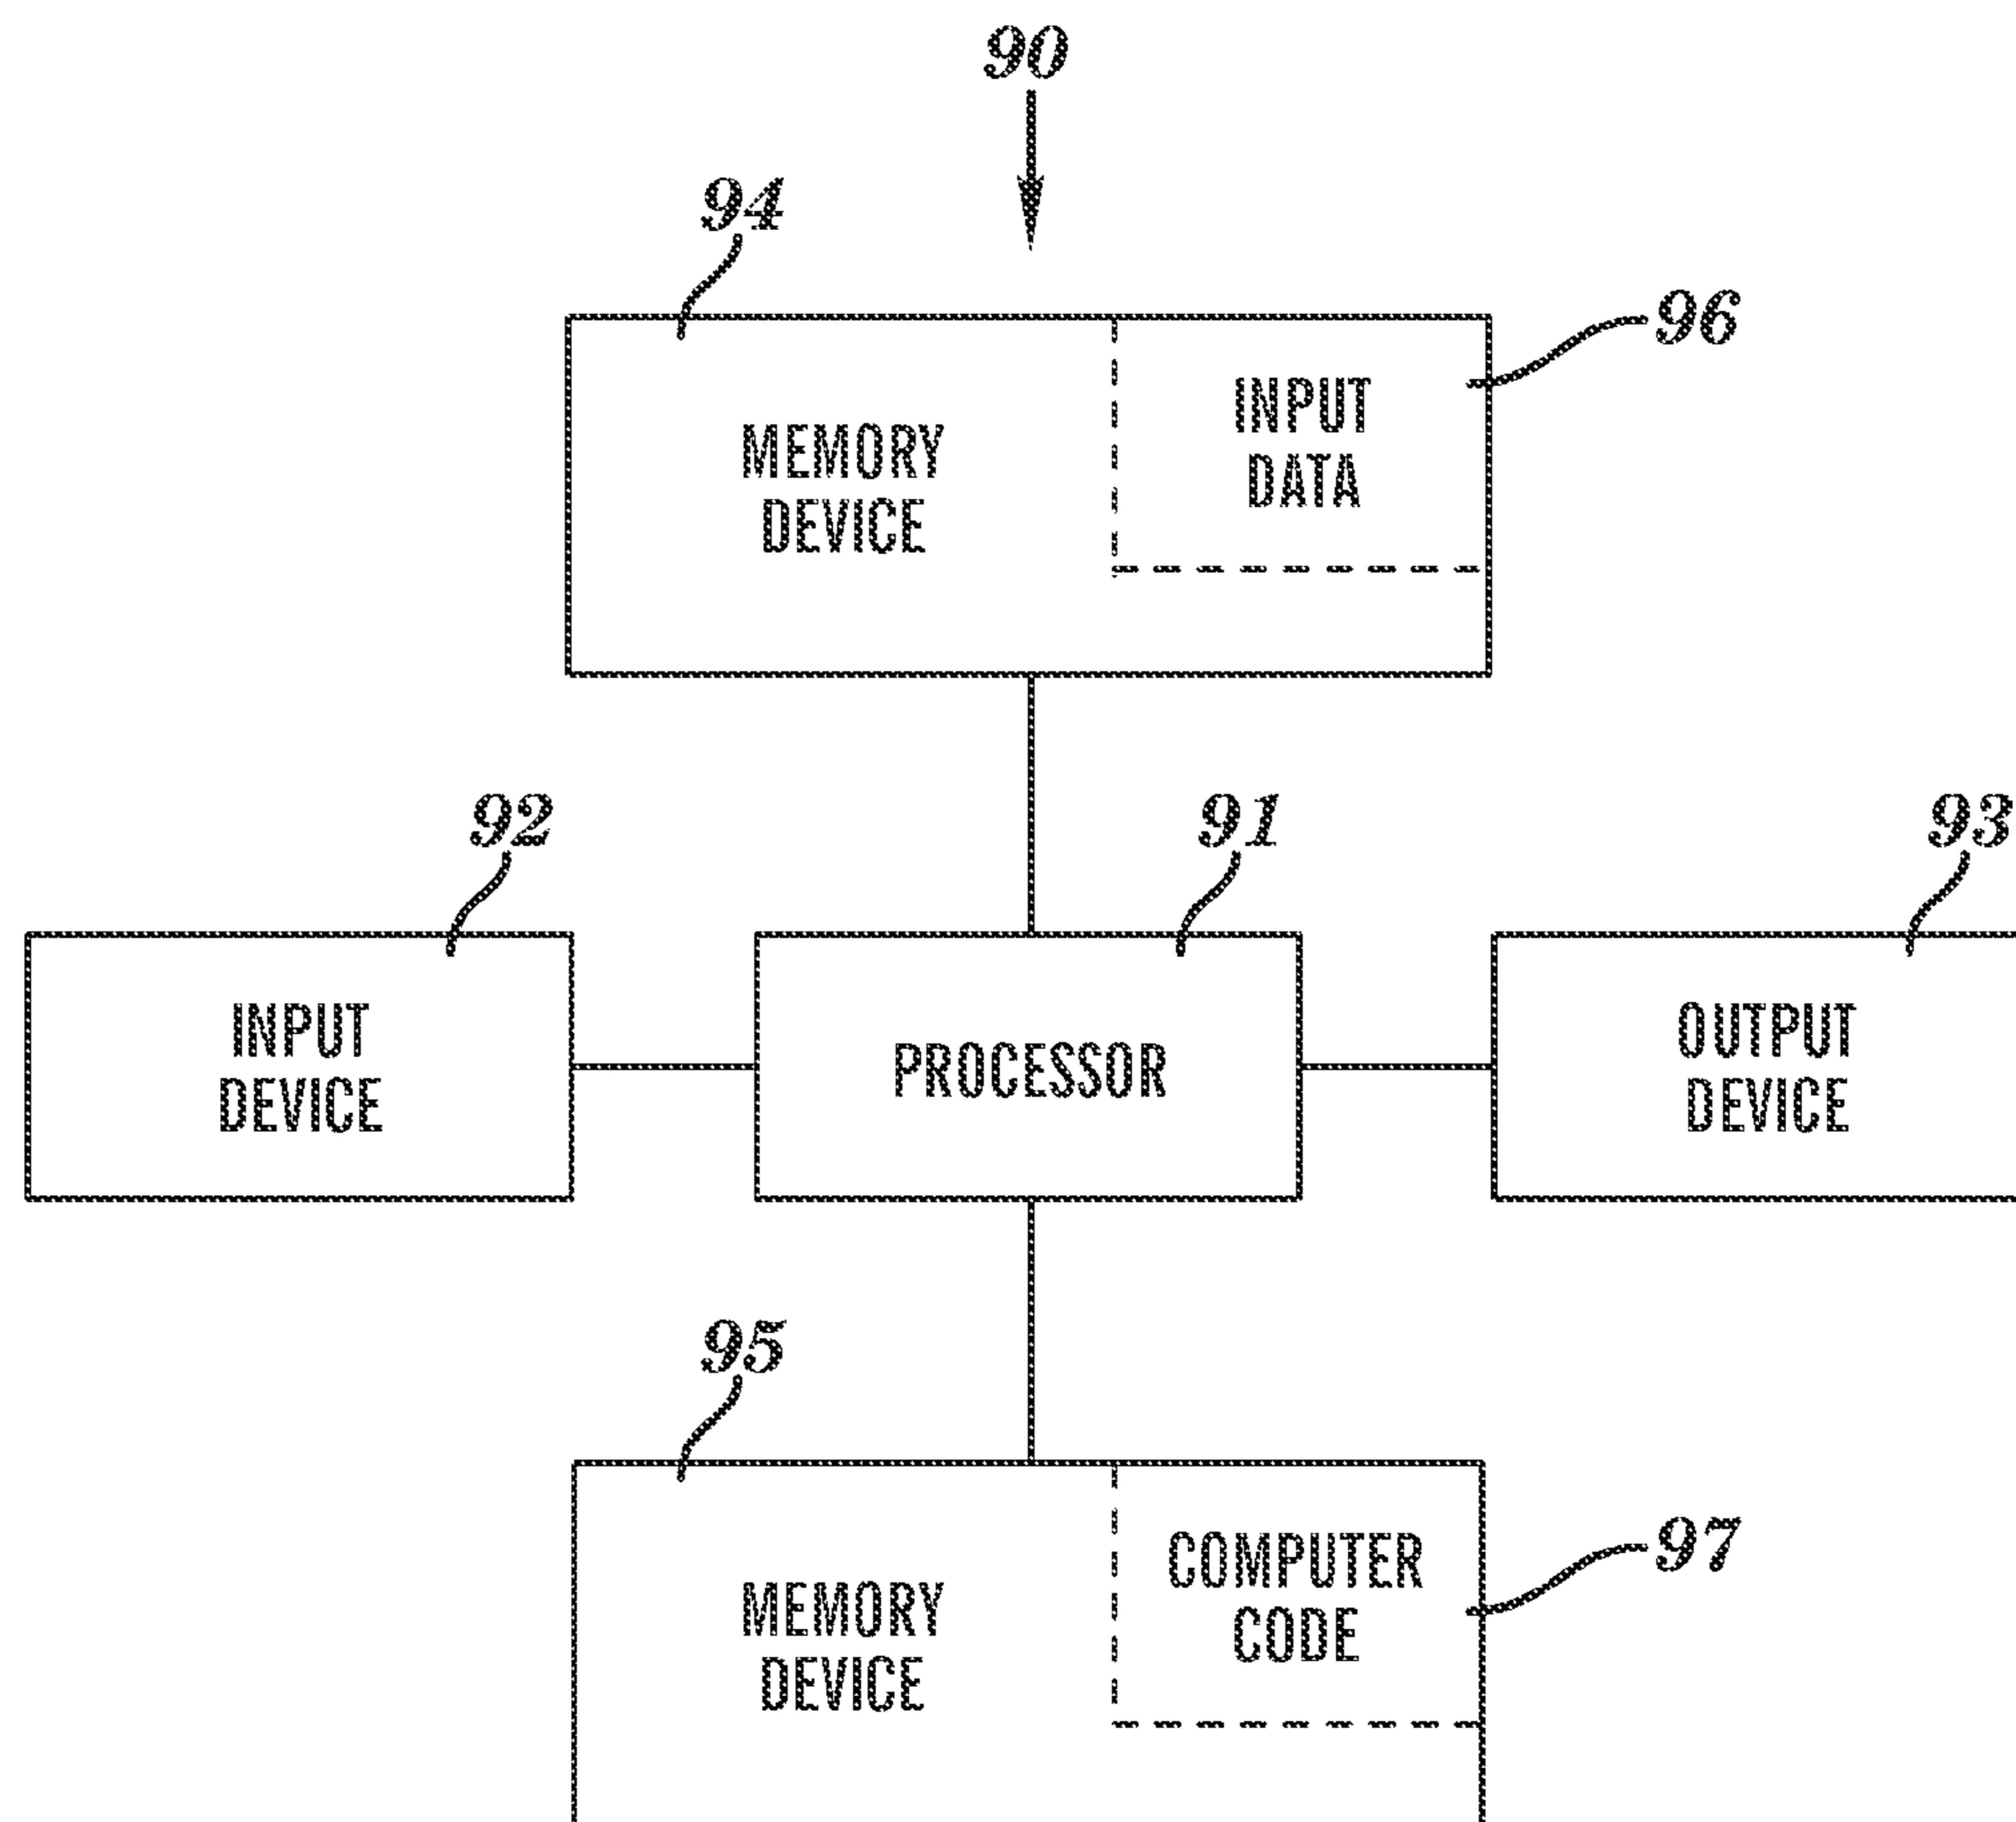 90
94
96
INPUT
DATA
MEMORY
DEVICE
92
91
93
INPUT
DEVICE
PROCESSOR
OUTPUT
DEVICE
95
97
COMPUTER
CODE
MEMORY
DEVICE